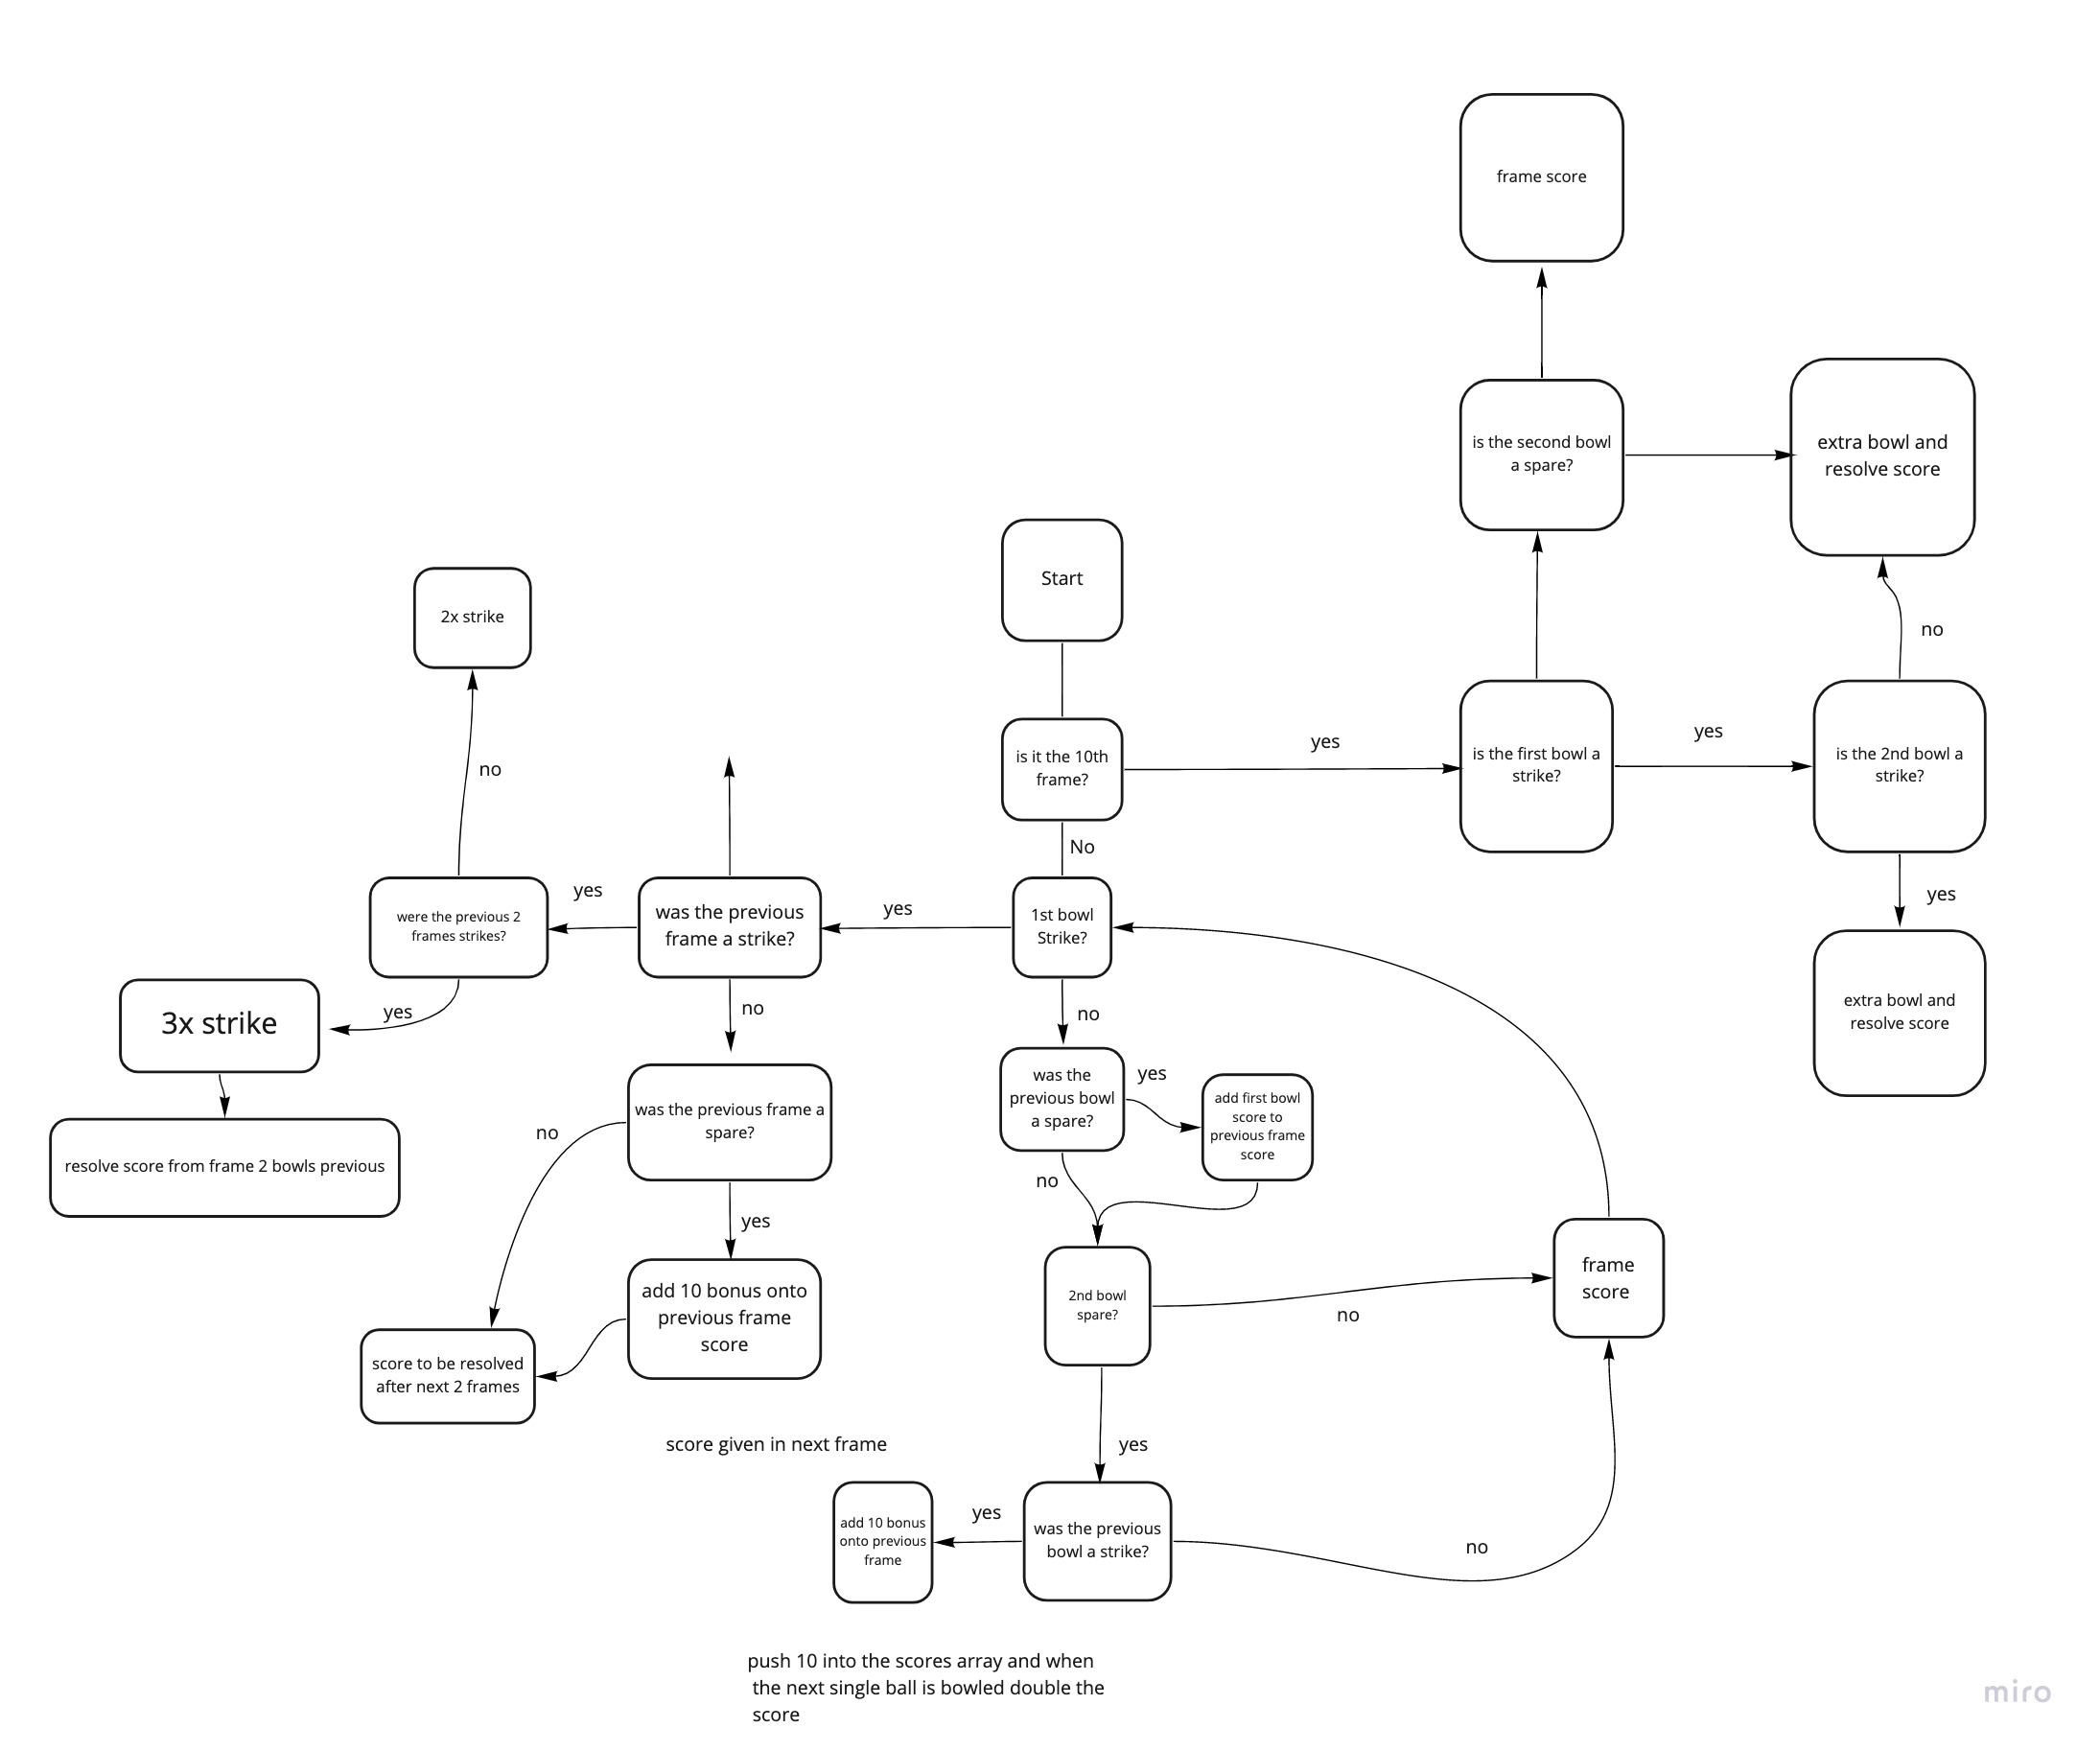 frame score
is the second bowl
a spare?
extra bowl and
resolve score
Start
2x strike
no
no
is it the 10th
frame?
yes
is the first bowl a
strike?
yes
is the 2nd bowl a
strike?
No
yes
were the previous 2
frames strikes?
yes
was the previous
frame a strike?
yes
1st bowl
Strike?
3x strike
yes
no
no
extra bowl and
resolve score
was the
previous bowl
a spare?
yes
add first bowl
score to
previous frame
score
was the previous frame a
spare?
no
resolve score from frame 2 bowls previous
no
yes
add 10 bonus onto
previous frame
score
2nd bowl
spare?
no
frame
score
score to be resolved
after next 2 frames
score given in next frame
yes
add 10 bonus
onto previous
frame
yes
was the previous
bowl a strike?
no
push 10 into the scores array and when
the next single ball is bowled double the
score
miro